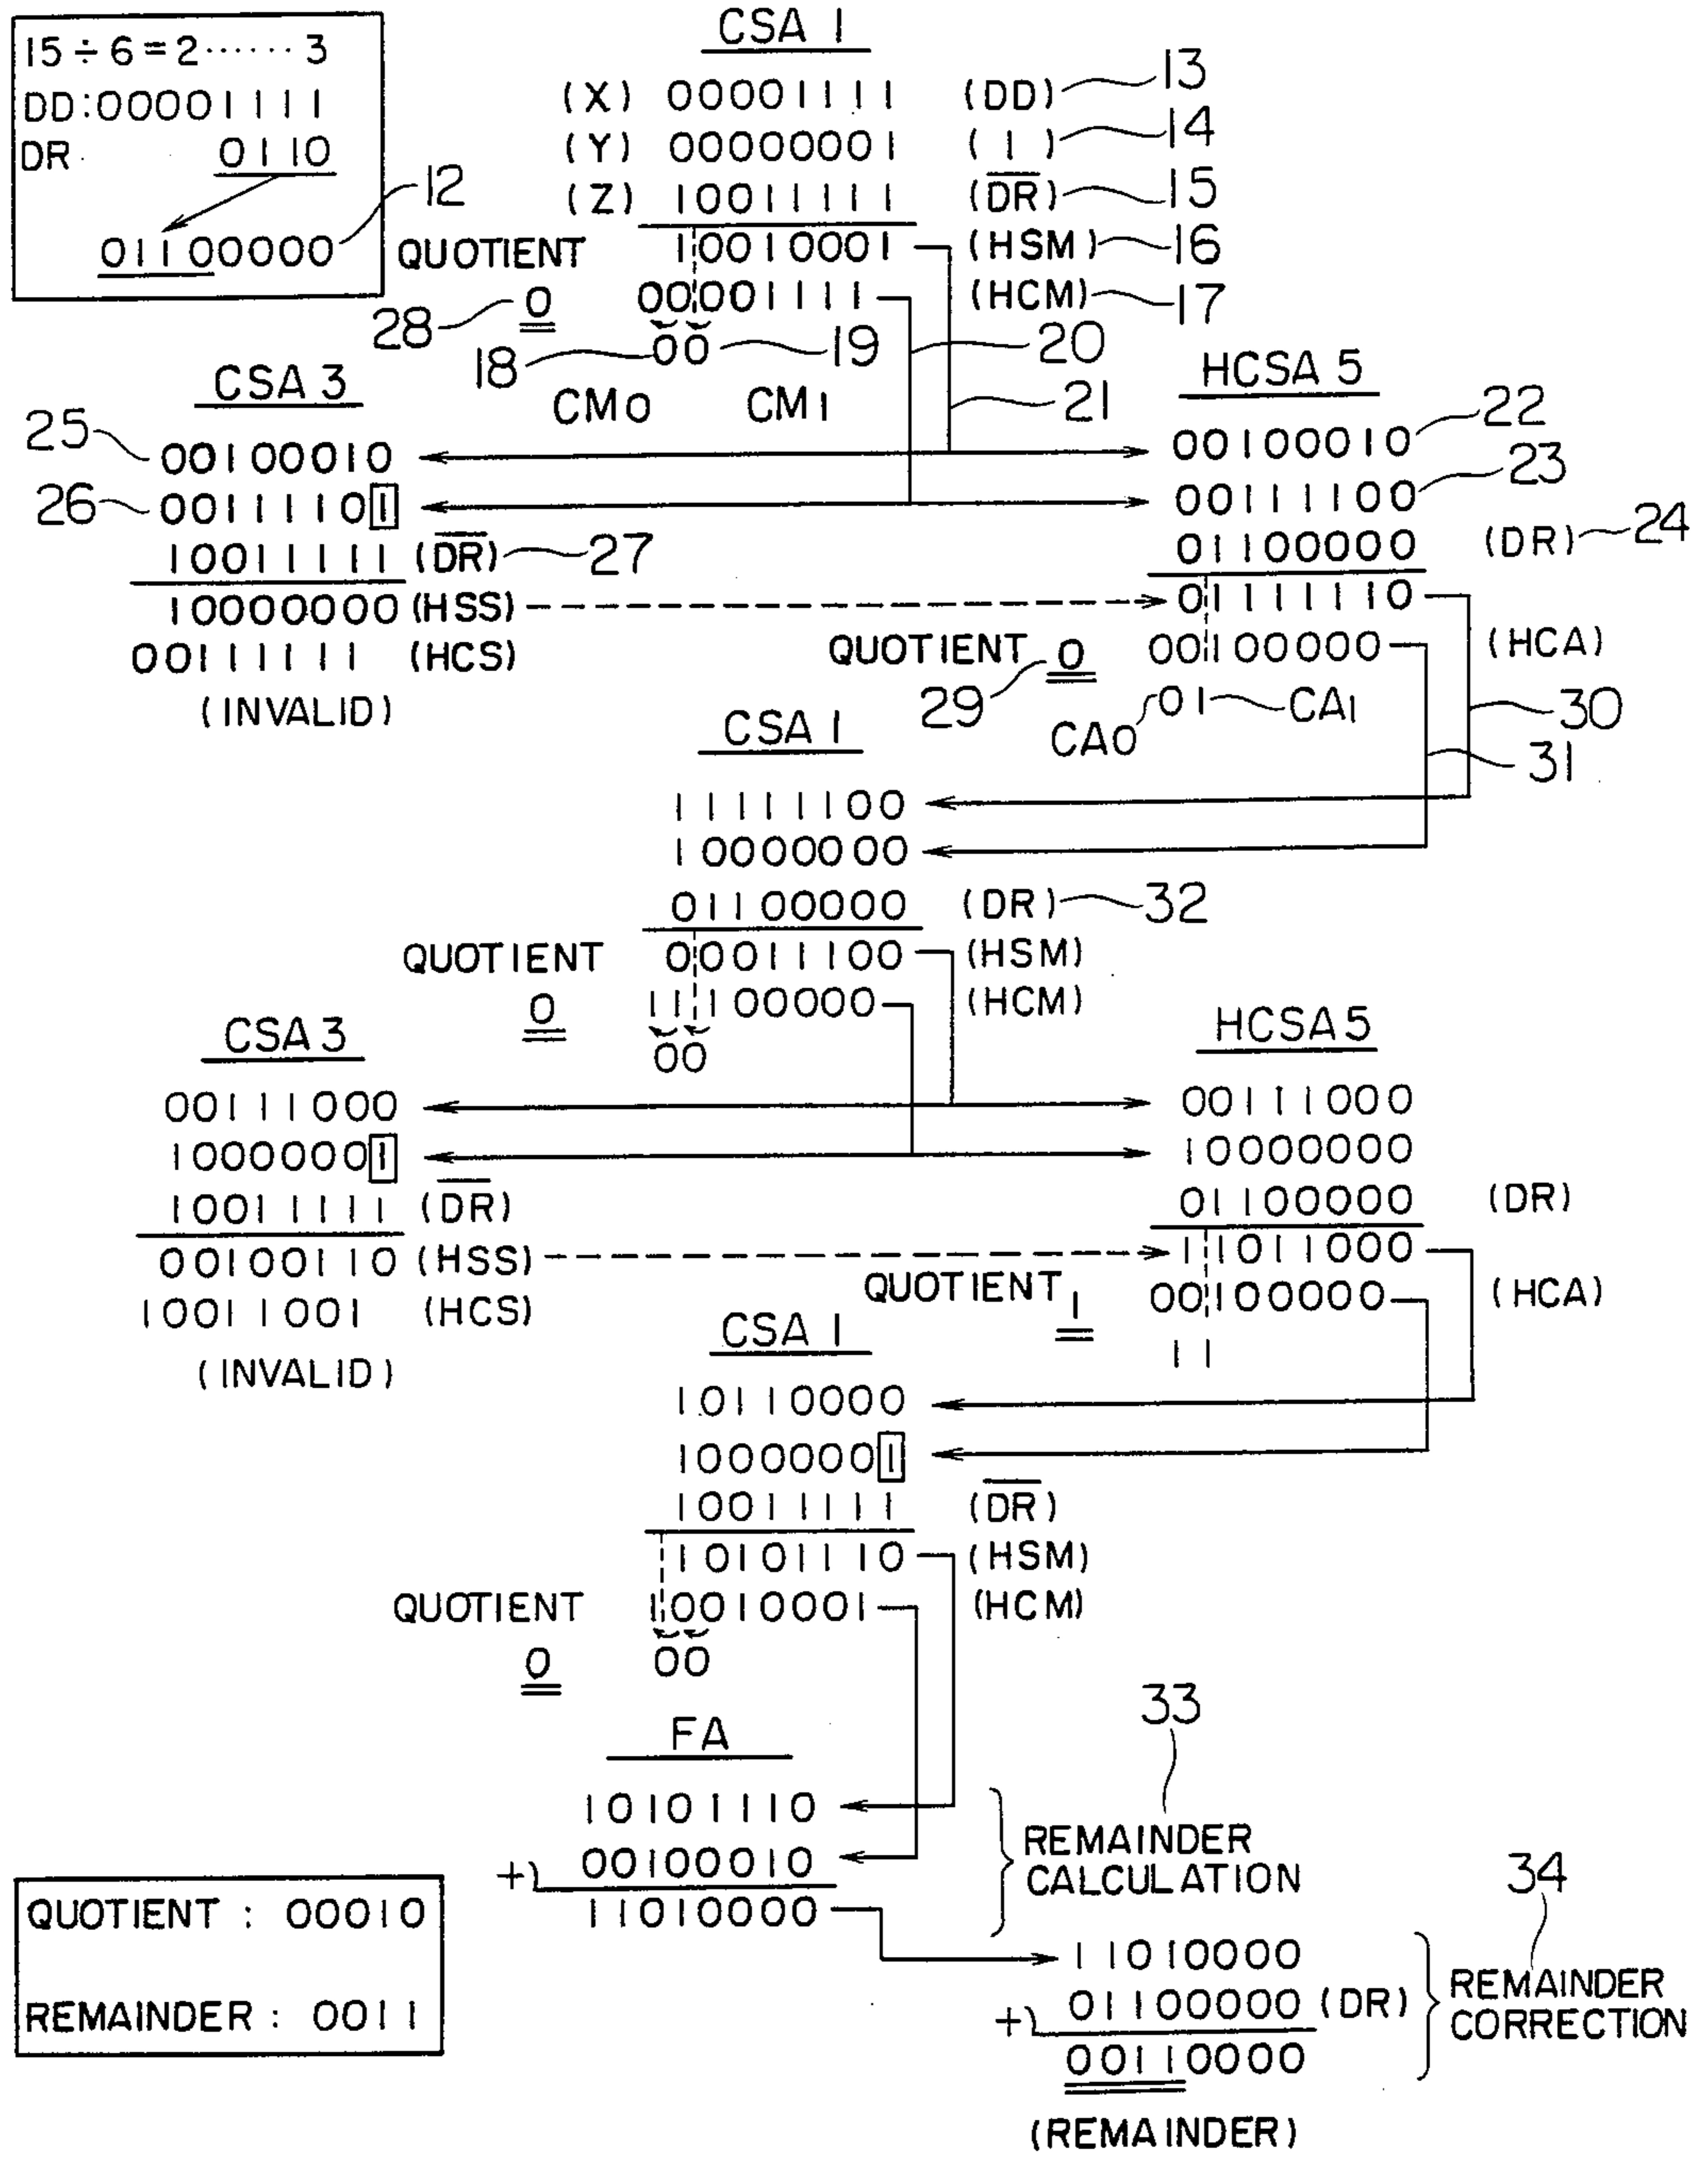 15 ÷ 6 = 2 ······ 3
DD:00001111
DR 0110
01100000
12
CSA 1
(X) 00001111 (DD) 13
(Y) 00000001 (1) 14
(Z) 10011111 (D̅R̅) 15
QUOTIENT 10010001 (HSM) 16
28 0 000001111 (HCM) 17
18 00 19 20
CM0 CM1 21
CSA 3
25 00100010
26 00111101
10011111 (D̅R̅) 27
10000000 (HSS)
00111111 (HCS)
(INVALID)
HCSA 5
00100010 22
00111100 23
01100000 (DR) 24
01111110
QUOTIENT 0 00100000 (HCA)
29 CA0 01 CA1 30
31
CSA 1
11111100
10000000
01100000 (DR) 32
QUOTIENT 00011100 (HSM)
0 11100000 (HCM)
00
CSA 3
00111000
10000001
10011111 (D̅R̅)
00100110 (HSS)
10011001 (HCS)
(INVALID)
HCSA 5
00111000
10000000
01100000 (DR)
11011000
QUOTIENT 1 00100000 (HCA)
11
CSA 1
10110000
10000001
10011111 (D̅R̅)
10101110 (HSM)
QUOTIENT 10010001 (HCM)
0 00
FA
10101110
+) 00100010
11010000
33
REMAINDER
CALCULATION
34
11010000
+) 01100000 (DR)
00110000
(REMAINDER)
REMAINDER
CORRECTION
QUOTIENT : 00010
REMAINDER : 0011